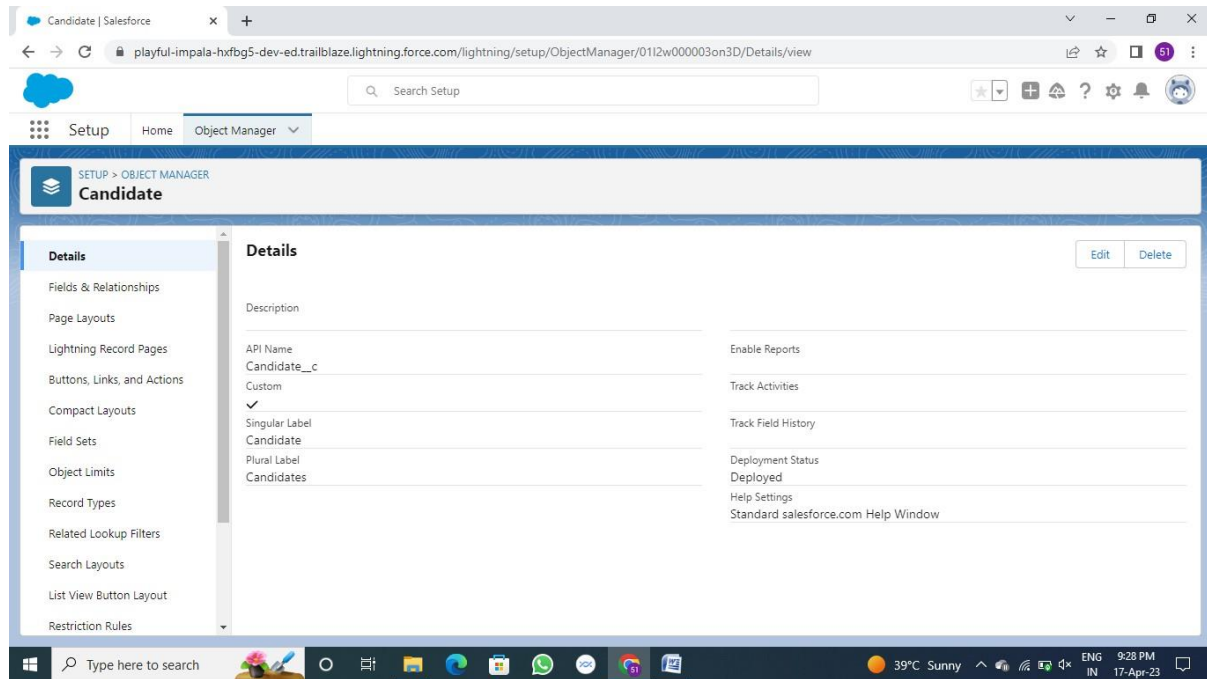 Candidate | Salesforce
playful-impala-hxfbg5-dev-ed.trailblaze.lightning.force.com/lightning/setup/ObjectManager/01I2w000003on3D/Details/view
51
Search Setup
Setup
Home
Object Manager
SETUP > OBJECT MANAGER
Candidate
Details
Fields & Relationships
Page Layouts
Lightning Record Pages
Buttons, Links, and Actions
Compact Layouts
Field Sets
Object Limits
Record Types
Related Lookup Filters
Search Layouts
List View Button Layout
Restriction Rules
Details
Edit
Delete
Description
API Name
Candidate__c
Custom
Singular Label
Candidate
Plural Label
Candidates
Enable Reports
Track Activities
Track Field History
Deployment Status
Deployed
Help Settings
Standard salesforce.com Help Window
Type here to search
51
39°C Sunny
ENG
IN
9:28 PM
17-Apr-23